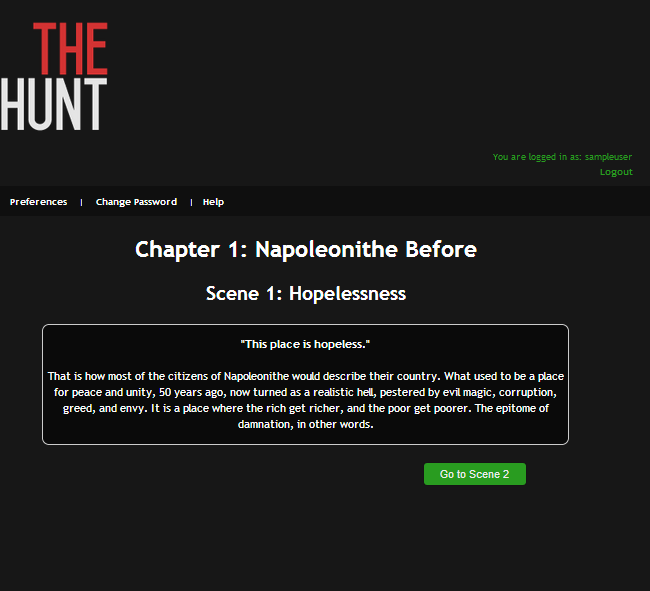 THE
HUNT
You are logged in as: sampleuser
Logout
Preferences | Change Password | Help
Chapter 1: Napoleonithe Before
Scene 1: Hopelessness
"This place is hopeless."
That is how most of the citizens of Napoleonithe would describe their country. What used to be a place
for peace and unity, 50 years ago, now turned as a realistic hell, pestered by evil magic, corruption,
greed, and envy. It is a place where the rich get richer, and the poor get poorer. The epitome of
damnation, in other words.
Go to Scene 2